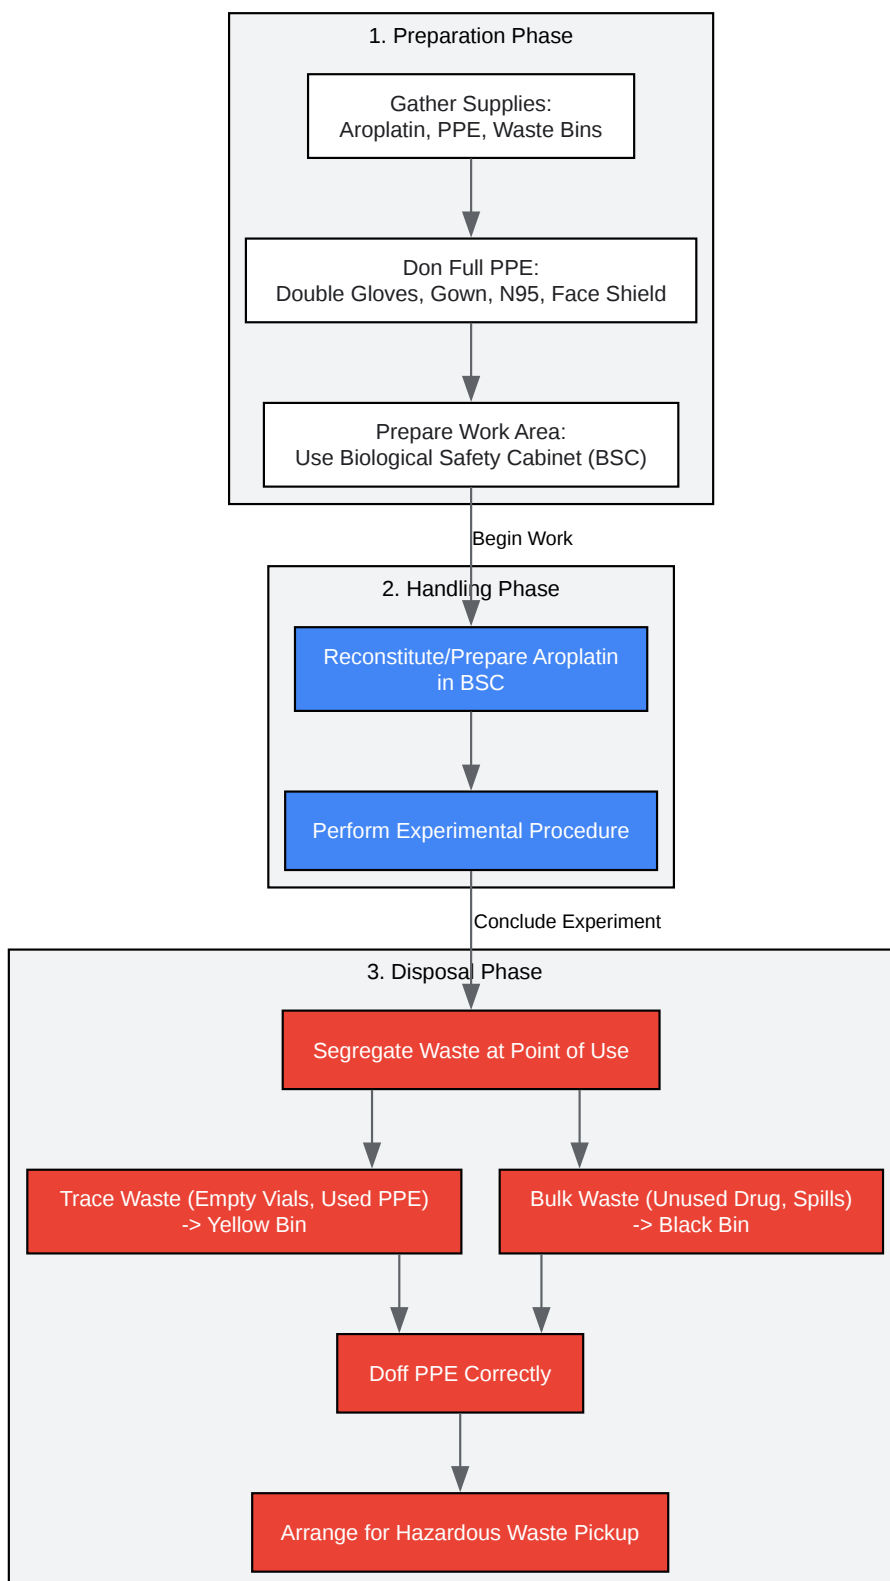 1. Preparation Phase
Gather Supplies:
Aroplatin, PPE, Waste Bins
Don Full PPE:
Double Gloves, Gown, N95, Face Shield
Prepare Work Area:
Use Biological Safety Cabinet (BSC)
Begin Work
2. Handling Phase
Reconstitute/Prepare Aroplatin
in BSC
Perform Experimental Procedure
Conclude Experiment
3. Disposal Phase
Segregate Waste at Point of Use
Trace Waste (Empty Vials, Used PPE)
-> Yellow Bin
Bulk Waste (Unused Drug, Spills)
-> Black Bin
Doff PPE Correctly
Arrange for Hazardous Waste Pickup